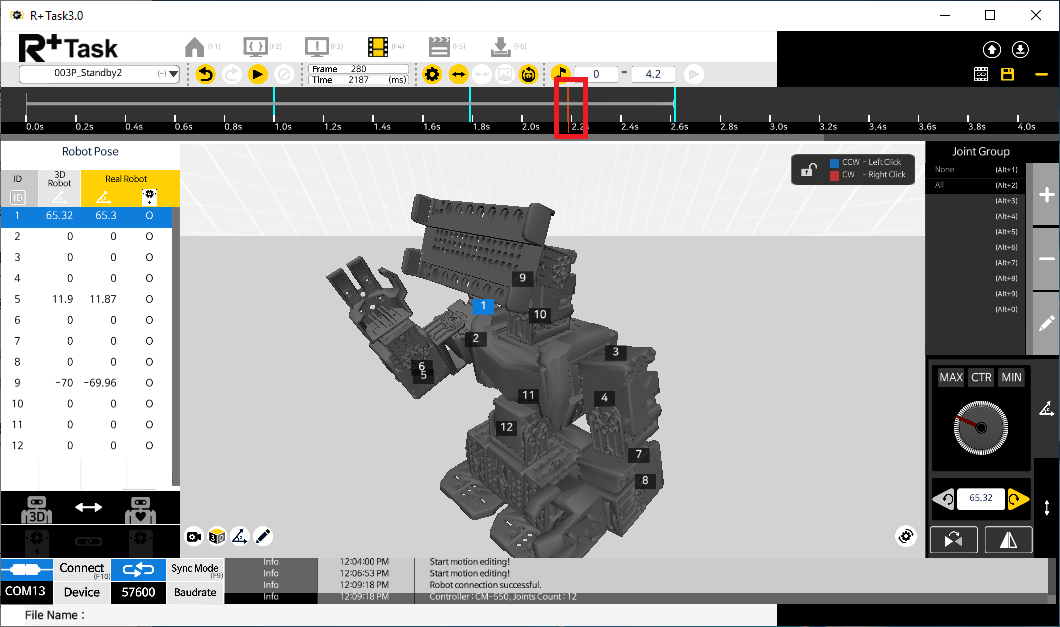 R+ Task3.0
R+Task
(F1) (F2) (F3) (F4) (F5) (F6)
003P_Standby2 (-)
Frame 280
Time 2187 (ms)
0 - 4.2
0.0s 0.2s 0.4s 0.6s 0.8s 1.0s 1.2s 1.4s 1.6s 1.8s 2.0s 2.2s 2.4s 2.6s 2.8s 3.0s 3.2s 3.4s 3.6s 3.8s 4.0s
Robot Pose
ID 3D Robot Real Robot
ID
1 65.32 65.3 O
2 0 0 O
3 0 0 O
4 0 0 O
5 11.9 11.87 O
6 0 0 O
7 0 0 O
8 0 0 O
9 -70 -69.96 O
10 0 0 O
11 0 0 O
12 0 0 O
3D
CCW - Left Click
CW - Right Click
9
1
10
2
3
6
5
11
4
12
7
8
3D
Joint Group
None (Alt+1)
All (Alt+2)
(Alt+3)
(Alt+4)
(Alt+5)
(Alt+6)
(Alt+7)
(Alt+8)
(Alt+9)
(Alt+0)
MAX CTR MIN
65.32
Connect (F10)
Sync Mode (F9)
COM13 Device 57600 Baudrate
Info 12:04:00 PM Start motion editing!
Info 12:06:53 PM Start motion editing!
Info 12:09:18 PM Robot connection successful.
Info 12:09:18 PM Controller : CM-550, Joints Count : 12
File Name :